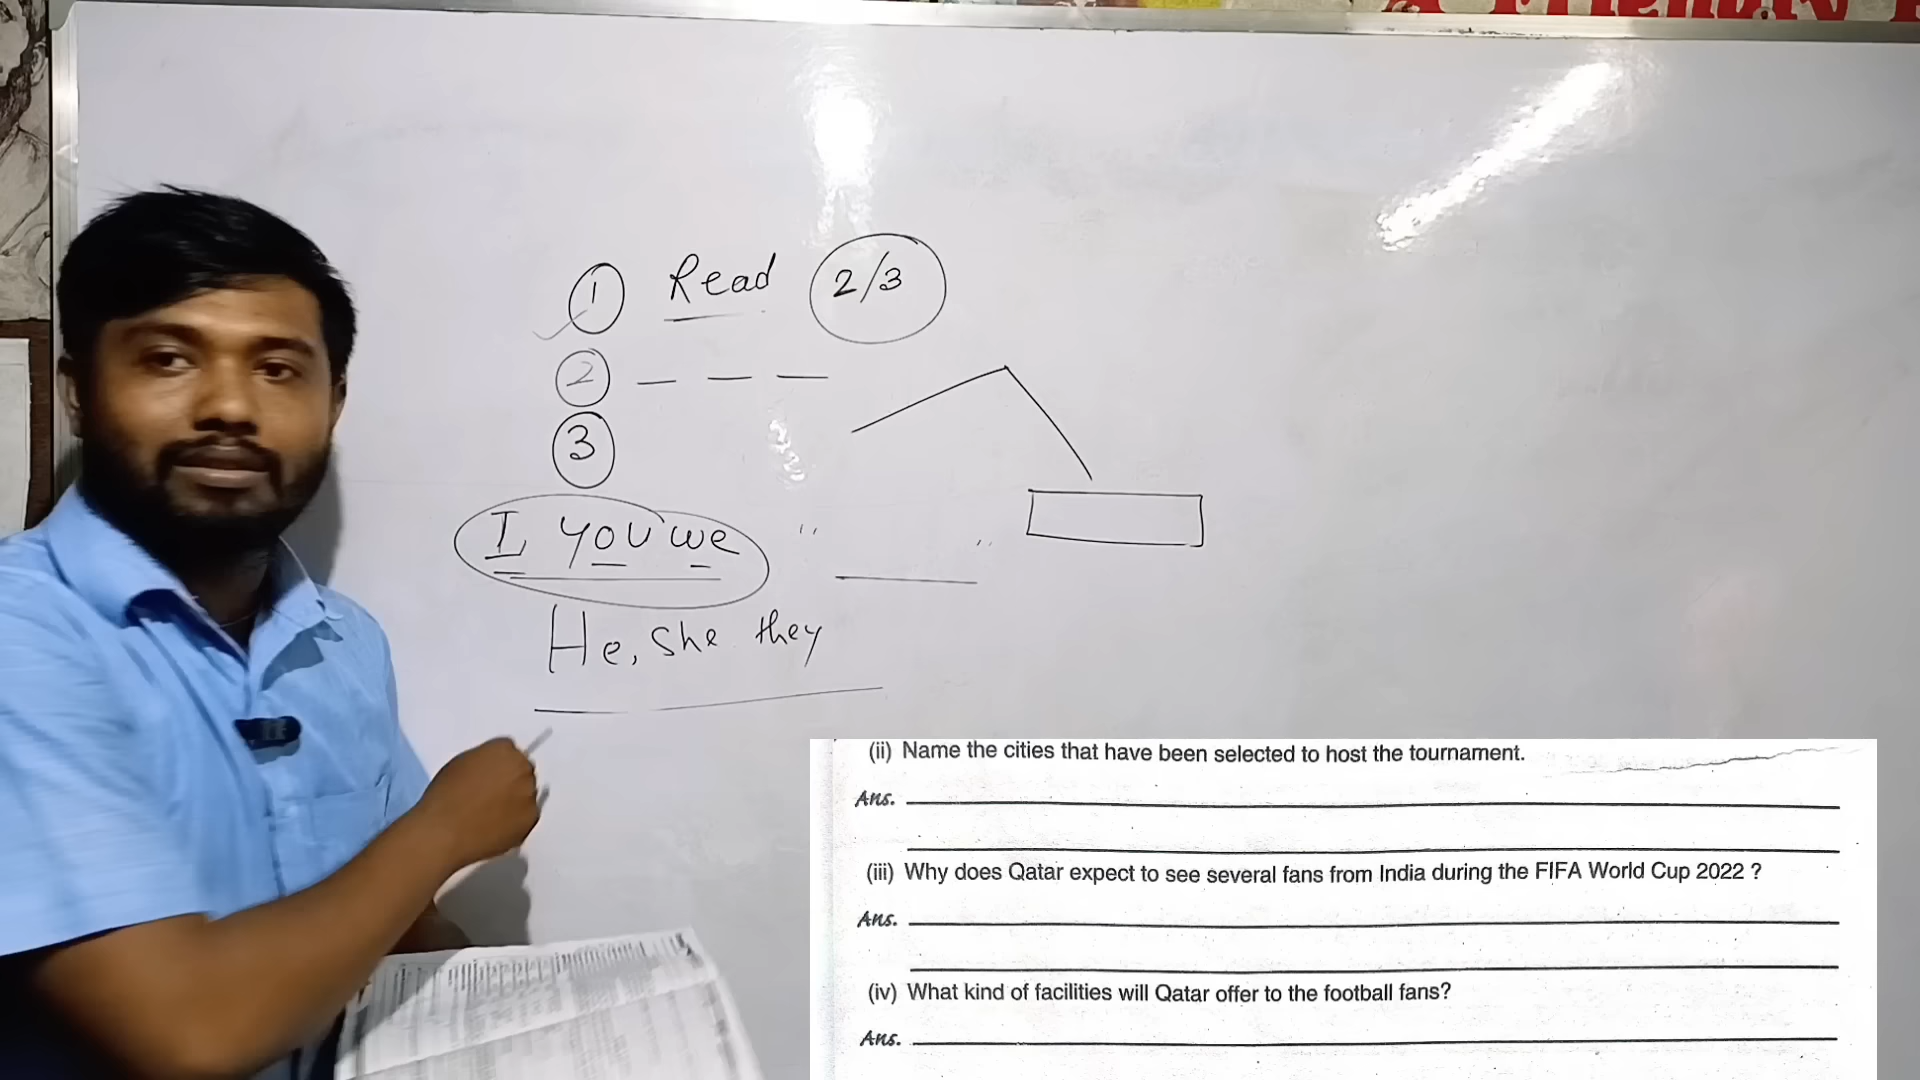 A Friendly
1 Read 2/3
2
3
I, you we " "
He, she they
(ii) Name the cities that have been selected to host the tournament.
Ans.
(iii) Why does Qatar expect to see several fans from India during the FIFA World Cup 2022 ?
Ans.
(iv) What kind of facilities will Qatar offer to the football fans?
Ans.